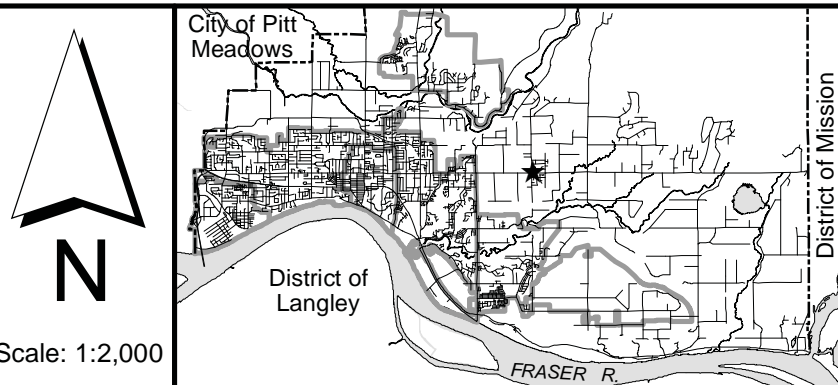 City of Pitt
Meadows
District of Mission
District of
Langley
N
Scale: 1:2,000
FRASER R.